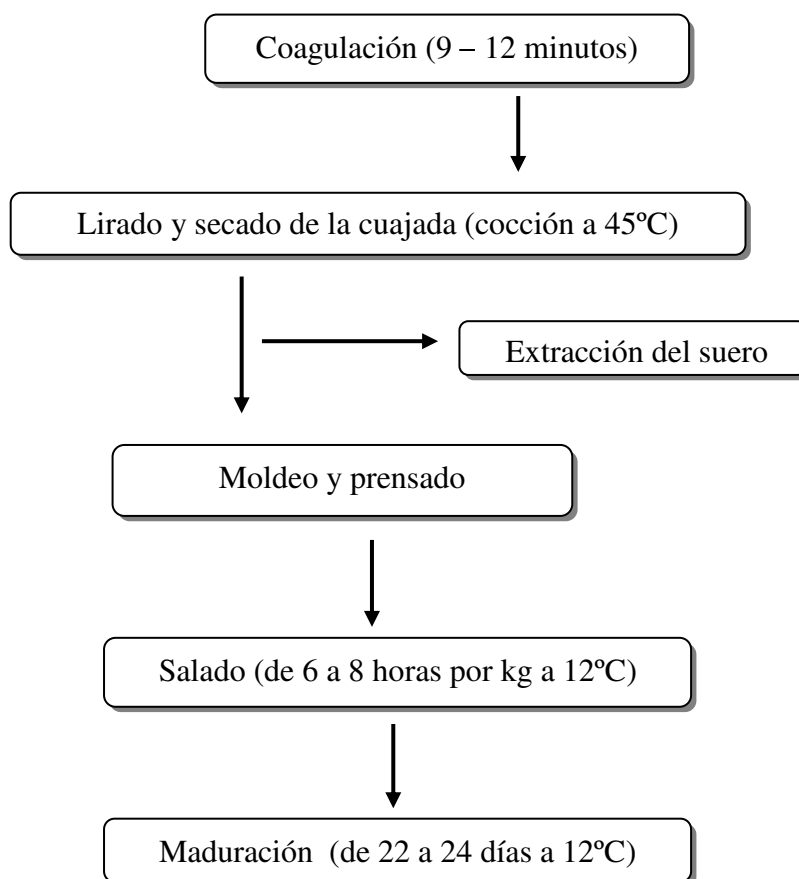 Coagulación (9 – 12 minutos)
Lirado y secado de la cuajada (cocción a 45ºC)
Extracción del suero
Moldeo y prensado
Salado (de 6 a 8 horas por kg a 12ºC)
Maduración (de 22 a 24 días a 12ºC)